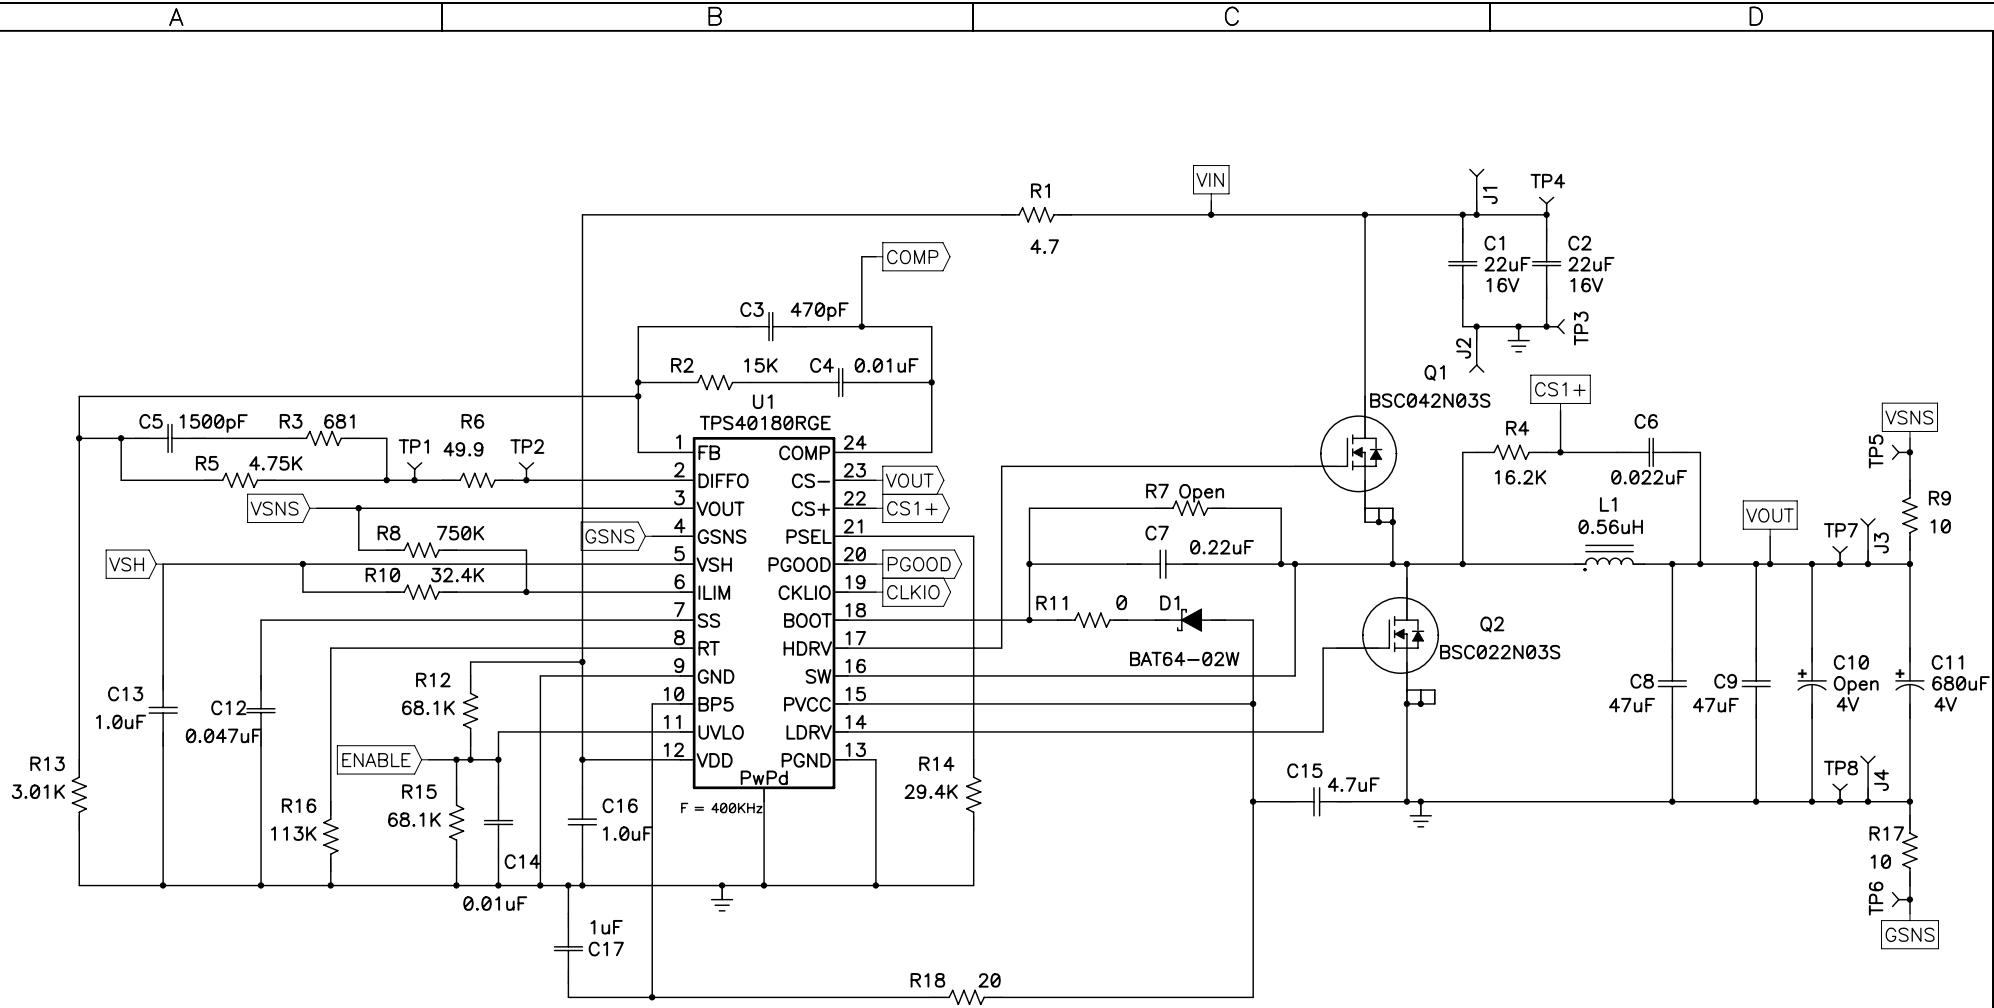 A B C D
VIN
R1
4.7
J1
TP4
C1
22uF
16V
C2
22uF
16V
J2
TP3
COMP
C3 470pF
R2 15K C4 0.01uF
U1
TPS40180RGE
C5 1500pF R3 681
R6
49.9
TP1 TP2
R5 4.75K
VSNS
GSNS
R8 750K
VSH
R10 32.4K
1 FB
2 DIFFO
3 VOUT
4 GSNS
5 VSH
6 ILIM
7 SS
8 RT
9 GND
10 BP5
11 UVLO
12 VDD
COMP 24
CS- 23 VOUT
CS+ 22 CS1+
PSEL 21
PGOOD 20 PGOOD
CKLIO 19 CLKIO
BOOT 18
HDRV 17
SW 16
PVCC 15
LDRV 14
PGND 13
PwPd
F = 400KHz
Q1
BSC042N03S
CS1+
R4
16.2K
C6
0.022uF
L1
0.56uH
VOUT
VSNS
TP5
R9
10
TP7
J3
R7 Open
C7 0.22uF
R11 0 D1
BAT64-02W
Q2
BSC022N03S
C8
47uF
C9
47uF
C10
Open
4V
C11
680uF
4V
C13
1.0uF
C12
0.047uF
R12
68.1K
ENABLE
R13
3.01K
R16
113K
R15
68.1K
C14
0.01uF
C16
1.0uF
R14
29.4K
C15 4.7uF
TP8
J4
R17
10
TP6
GSNS
1uF
C17
R18 20
+
+